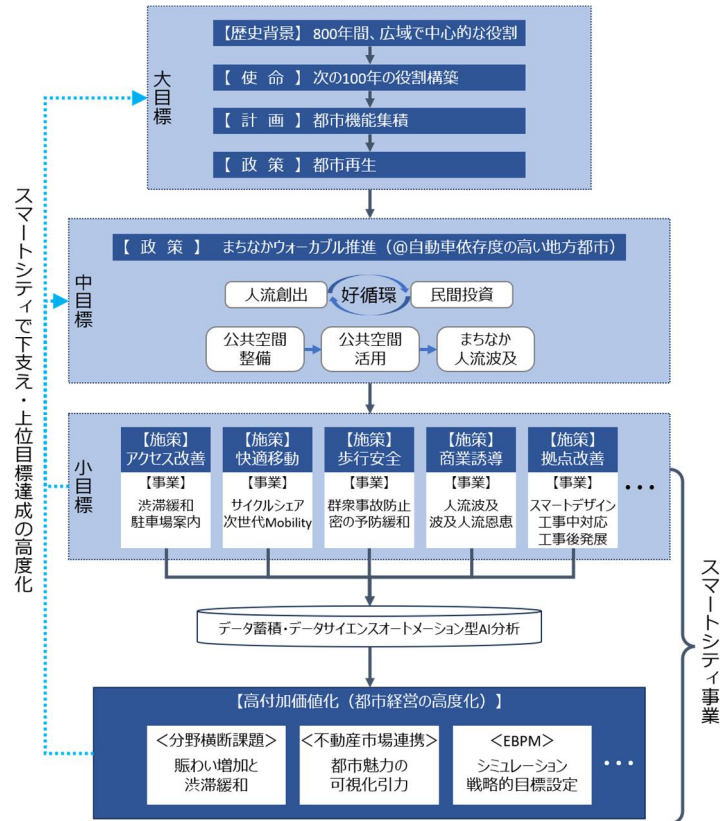 大目標
【歴史背景】 800年間、広域で中心的な役割
【 使 命 】 次の100年の役割構築
【 計 画 】 都市機能集積
【 政 策 】 都市再生
中目標
【 政 策 】 まちなかウォーカブル推進（@自動車依存度の高い地方都市）
人流創出
好循環
民間投資
公共空間
整備
公共空間
活用
まちなか
人流波及
小目標
【施策】
アクセス改善
【事業】
渋滞緩和
駐車場案内
【施策】
快適移動
【事業】
サイクルシェア
次世代Mobility
【施策】
歩行安全
【事業】
群衆事故防止
密の予防緩和
【施策】
商業誘導
【事業】
人流波及
波及人流恩恵
【施策】
拠点改善
【事業】
スマートデザイン
工事中対応
工事後発展
･･･
データ蓄積・データサイエンスオートメーション型AI分析
【高付加価値化（都市経営の高度化）】
＜分野横断課題＞
賑わい増加と
渋滞緩和
＜不動産市場連携＞
都市魅力の
可視化引力
＜EBPM＞
シミュレーション
戦略的目標設定
･･･
スマートシティで下支え・上位目標達成の高度化
スマートシティ事業